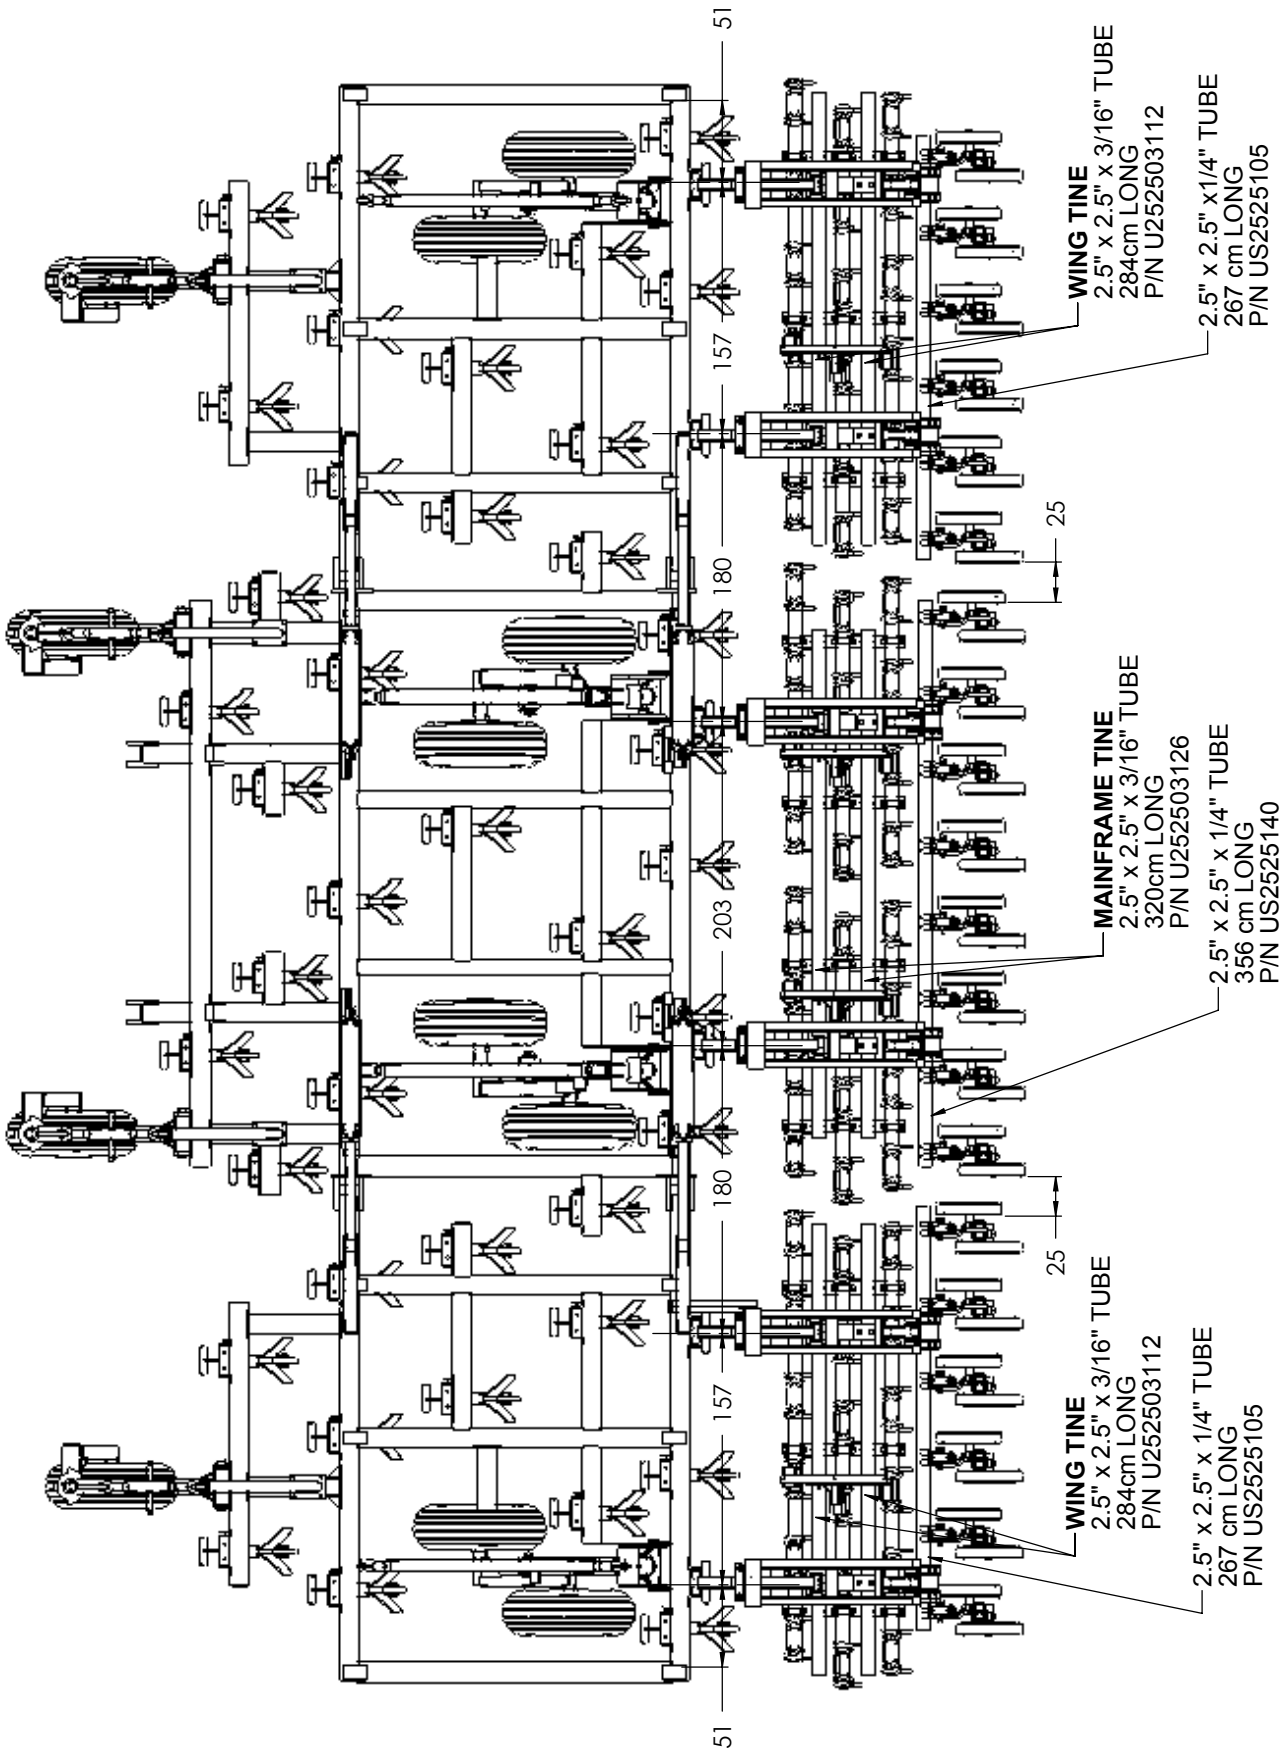 51
157
180
203
180
157
51
25
25
WING TINE
2.5" x 2.5" x 3/16" TUBE
284cm LONG
P/N U252503112
2.5" x 2.5" x 1/4" TUBE
267 cm LONG
P/N US2525105
MAINFRAME TINE
2.5" x 2.5" x 3/16" TUBE
320cm LONG
P/N U252503126
2.5" x 2.5" x 1/4" TUBE
356 cm LONG
P/N US2525140
WING TINE
2.5" x 2.5" x 3/16" TUBE
284cm LONG
P/N U252503112
2.5" x 2.5" x1/4" TUBE
267 cm LONG
P/N US2525105